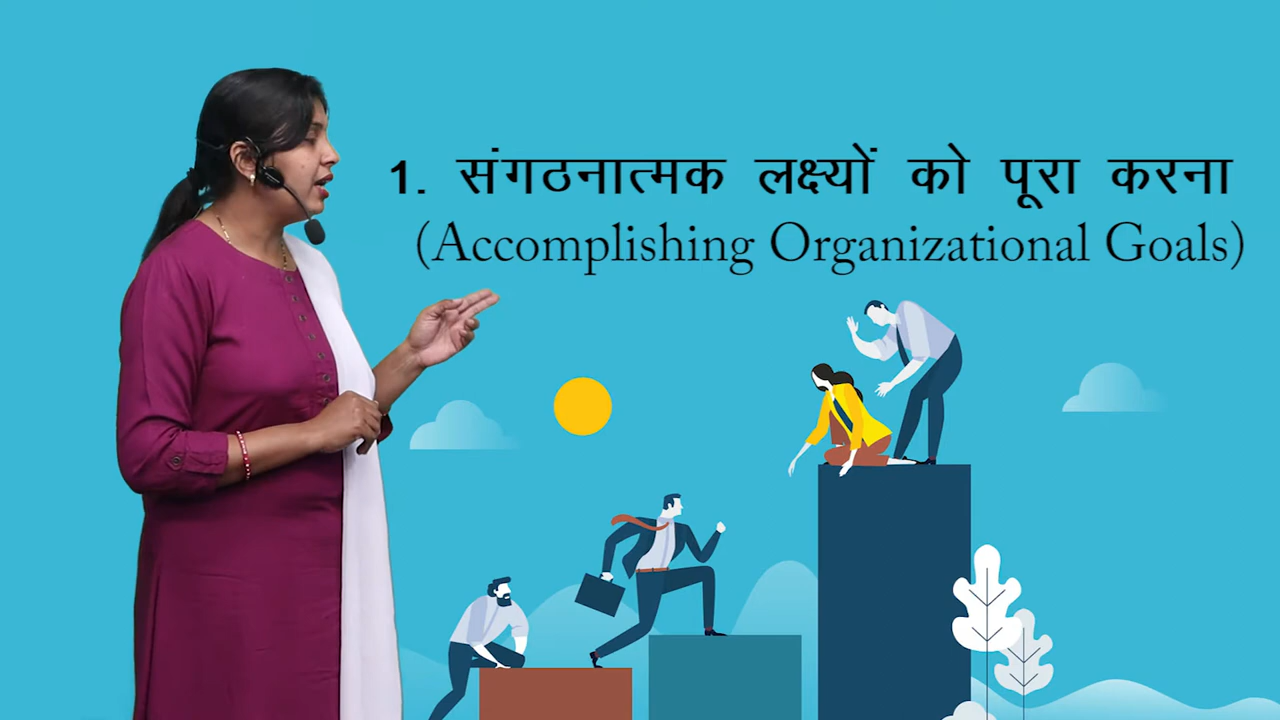 1. संगठनात्मक लक्ष्यों को पूरा करना
(Accomplishing Organizational Goals)